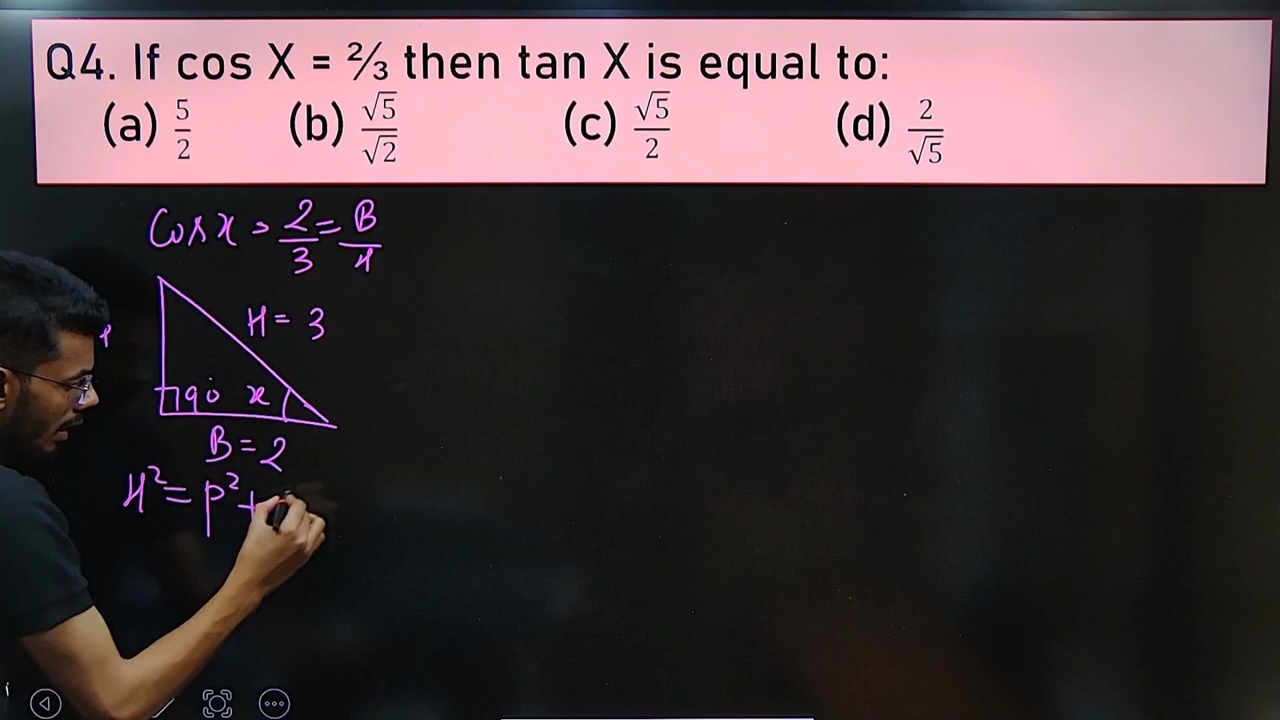 Q4. If cos X = ⅔ then tan X is equal to:
(a) 5/2 (b) √5/√2 (c) √5/2 (d) 2/√5
Cos x = 2/3 = B/H
P
H = 3
90° x
B = 2
H² = P² +